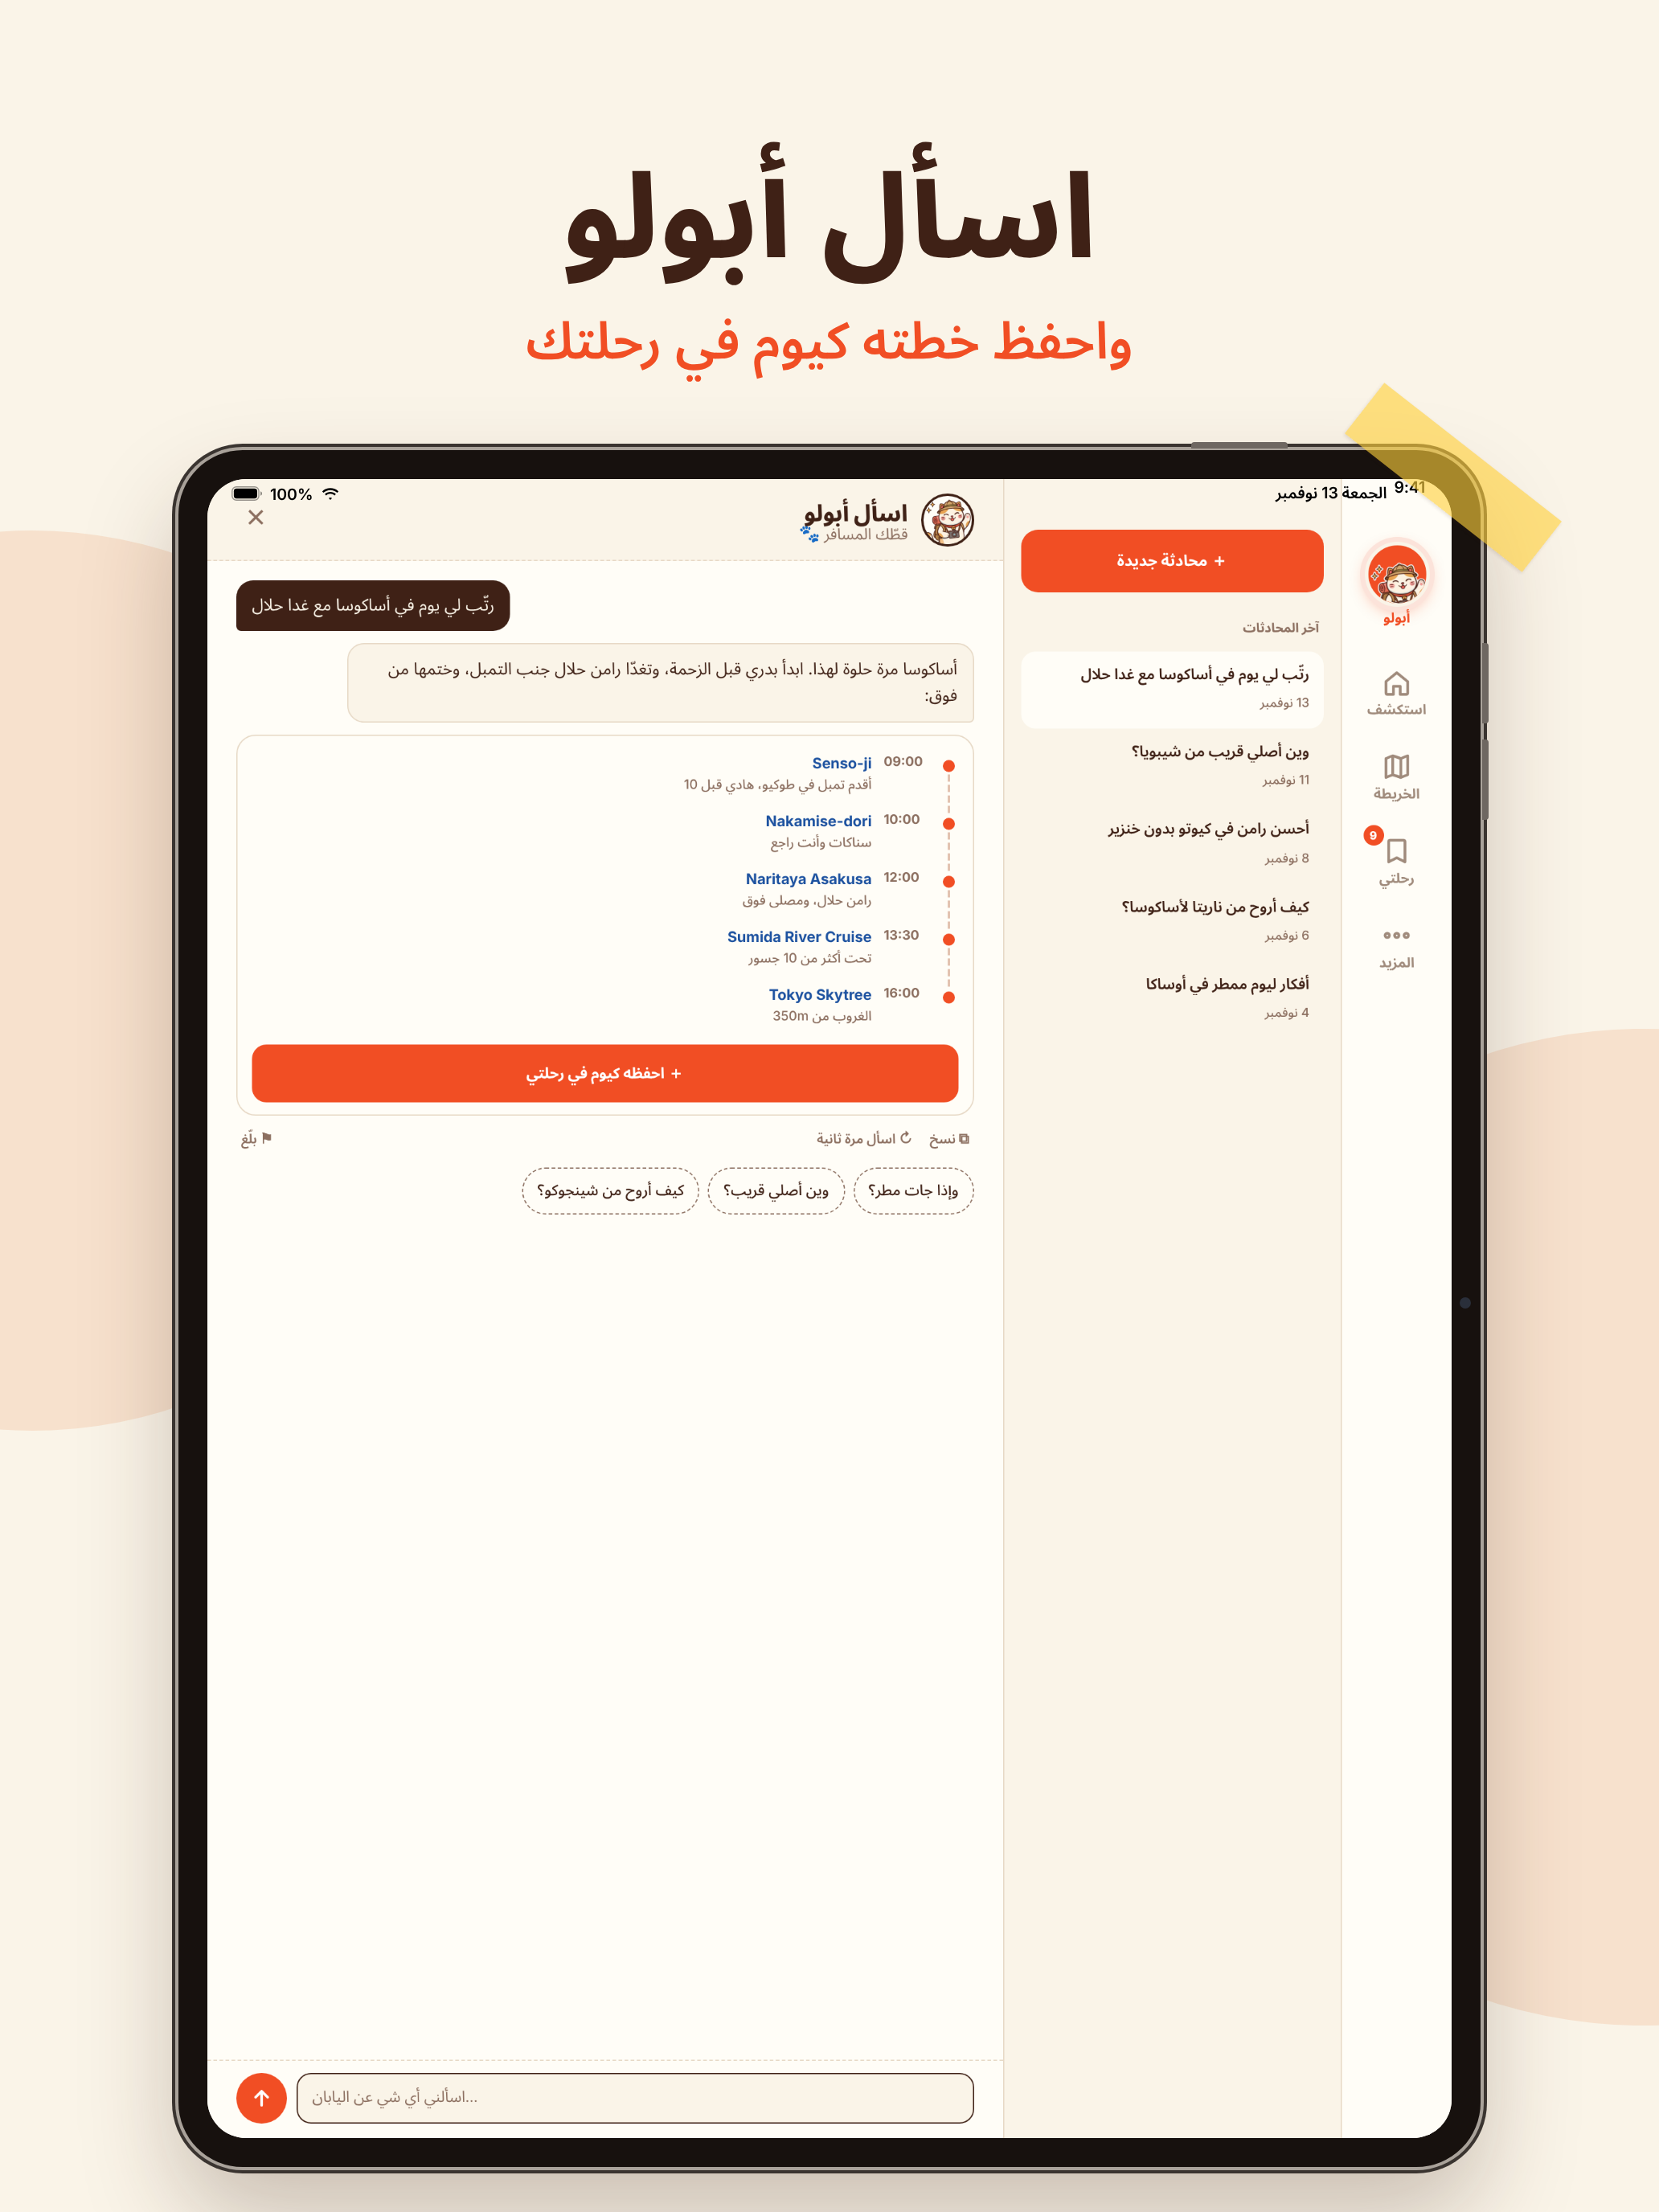 اسأل أبولو
واحفظ خطته كيوم في رحلتك
9:41 الجمعة 13 نوفمبر
100%
أبولو
استكشف
الخريطة
9
رحلتي
المزيد
+ محادثة جديدة
آخر المحادثات
رتّب لي يوم في أساكوسا مع غدا حلال
13 نوفمبر
وين أصلي قريب من شيبويا؟
11 نوفمبر
أحسن رامن في كيوتو بدون خنزير
8 نوفمبر
كيف أروح من ناريتا لأساكوسا؟
6 نوفمبر
أفكار ليوم ممطر في أوساكا
4 نوفمبر
اسأل أبولو
قطّك المسافر 🐾
رتّب لي يوم في أساكوسا مع غدا حلال
أساكوسا مرة حلوة لهذا. ابدأ بدري قبل الزحمة، وتغدّا رامن حلال جنب التمبل، وختمها من
فوق:
09:00 Senso-ji
أقدم تمبل في طوكيو، هادي قبل 10
10:00 Nakamise-dori
سناكات وأنت راجع
12:00 Naritaya Asakusa
رامن حلال، ومصلى فوق
13:30 Sumida River Cruise
تحت أكثر من 10 جسور
16:00 Tokyo Skytree
الغروب من 350m
+ احفظه كيوم في رحلتي
نسخ اسأل مرة ثانية بلّغ
وإذا جات مطر؟ وين أصلي قريب؟ كيف أروح من شينجوكو؟
اسألني أي شي عن اليابان...